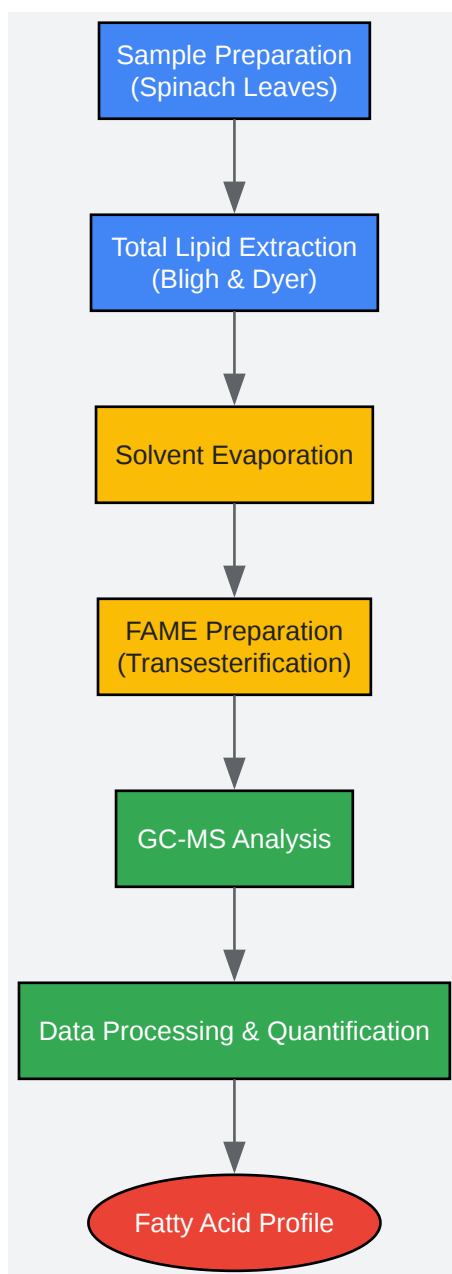 Sample Preparation
(Spinach Leaves)
Total Lipid Extraction
(Bligh & Dyer)
Solvent Evaporation
FAME Preparation
(Transesterification)
GC-MS Analysis
Data Processing & Quantification
Fatty Acid Profile